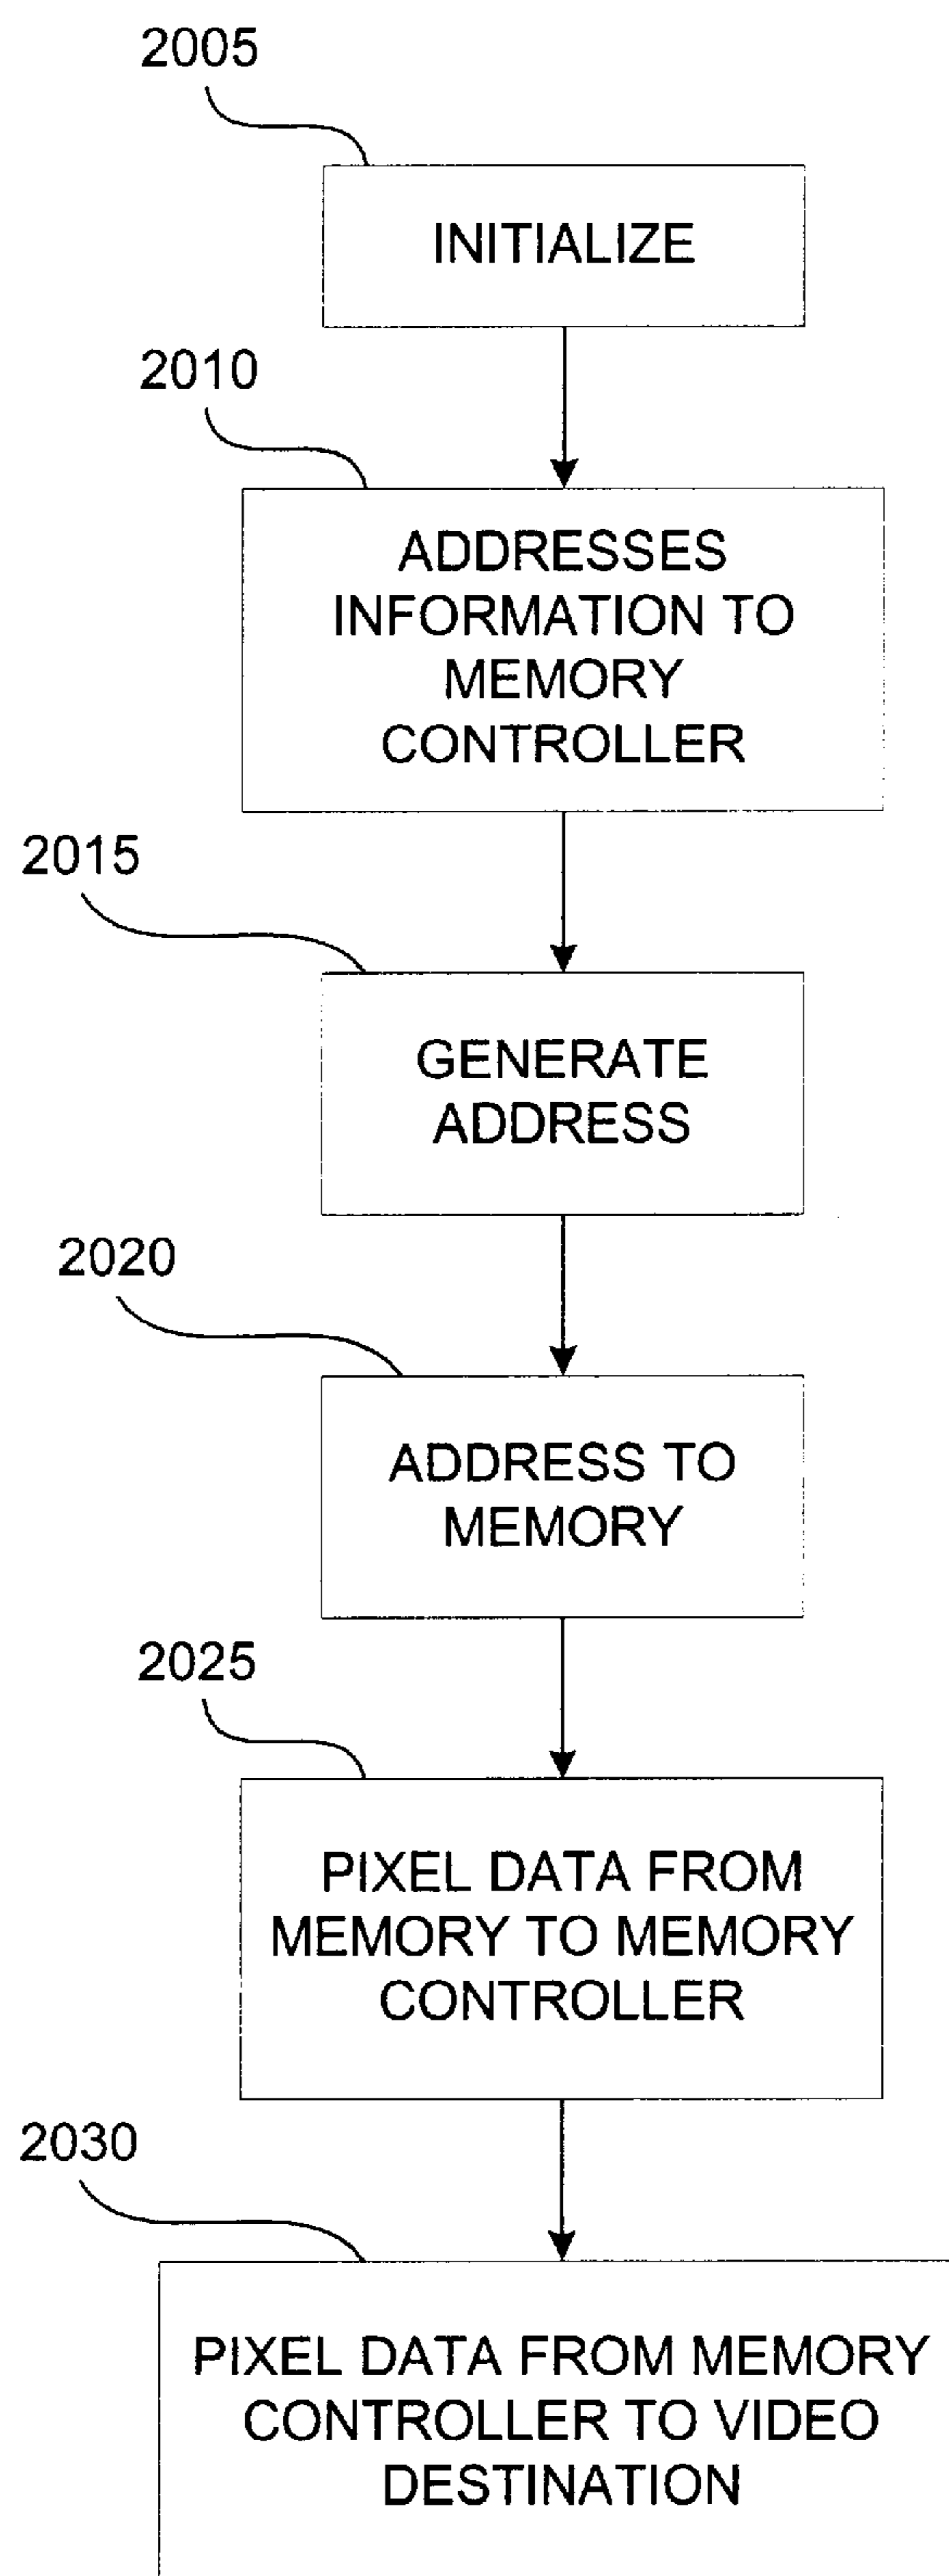 2005
INITIALIZE
2010
ADDRESSES
INFORMATION TO
MEMORY
CONTROLLER
2015
GENERATE
ADDRESS
2020
ADDRESS TO
MEMORY
2025
PIXEL DATA FROM
MEMORY TO MEMORY
CONTROLLER
2030
PIXEL DATA FROM MEMORY
CONTROLLER TO VIDEO
DESTINATION